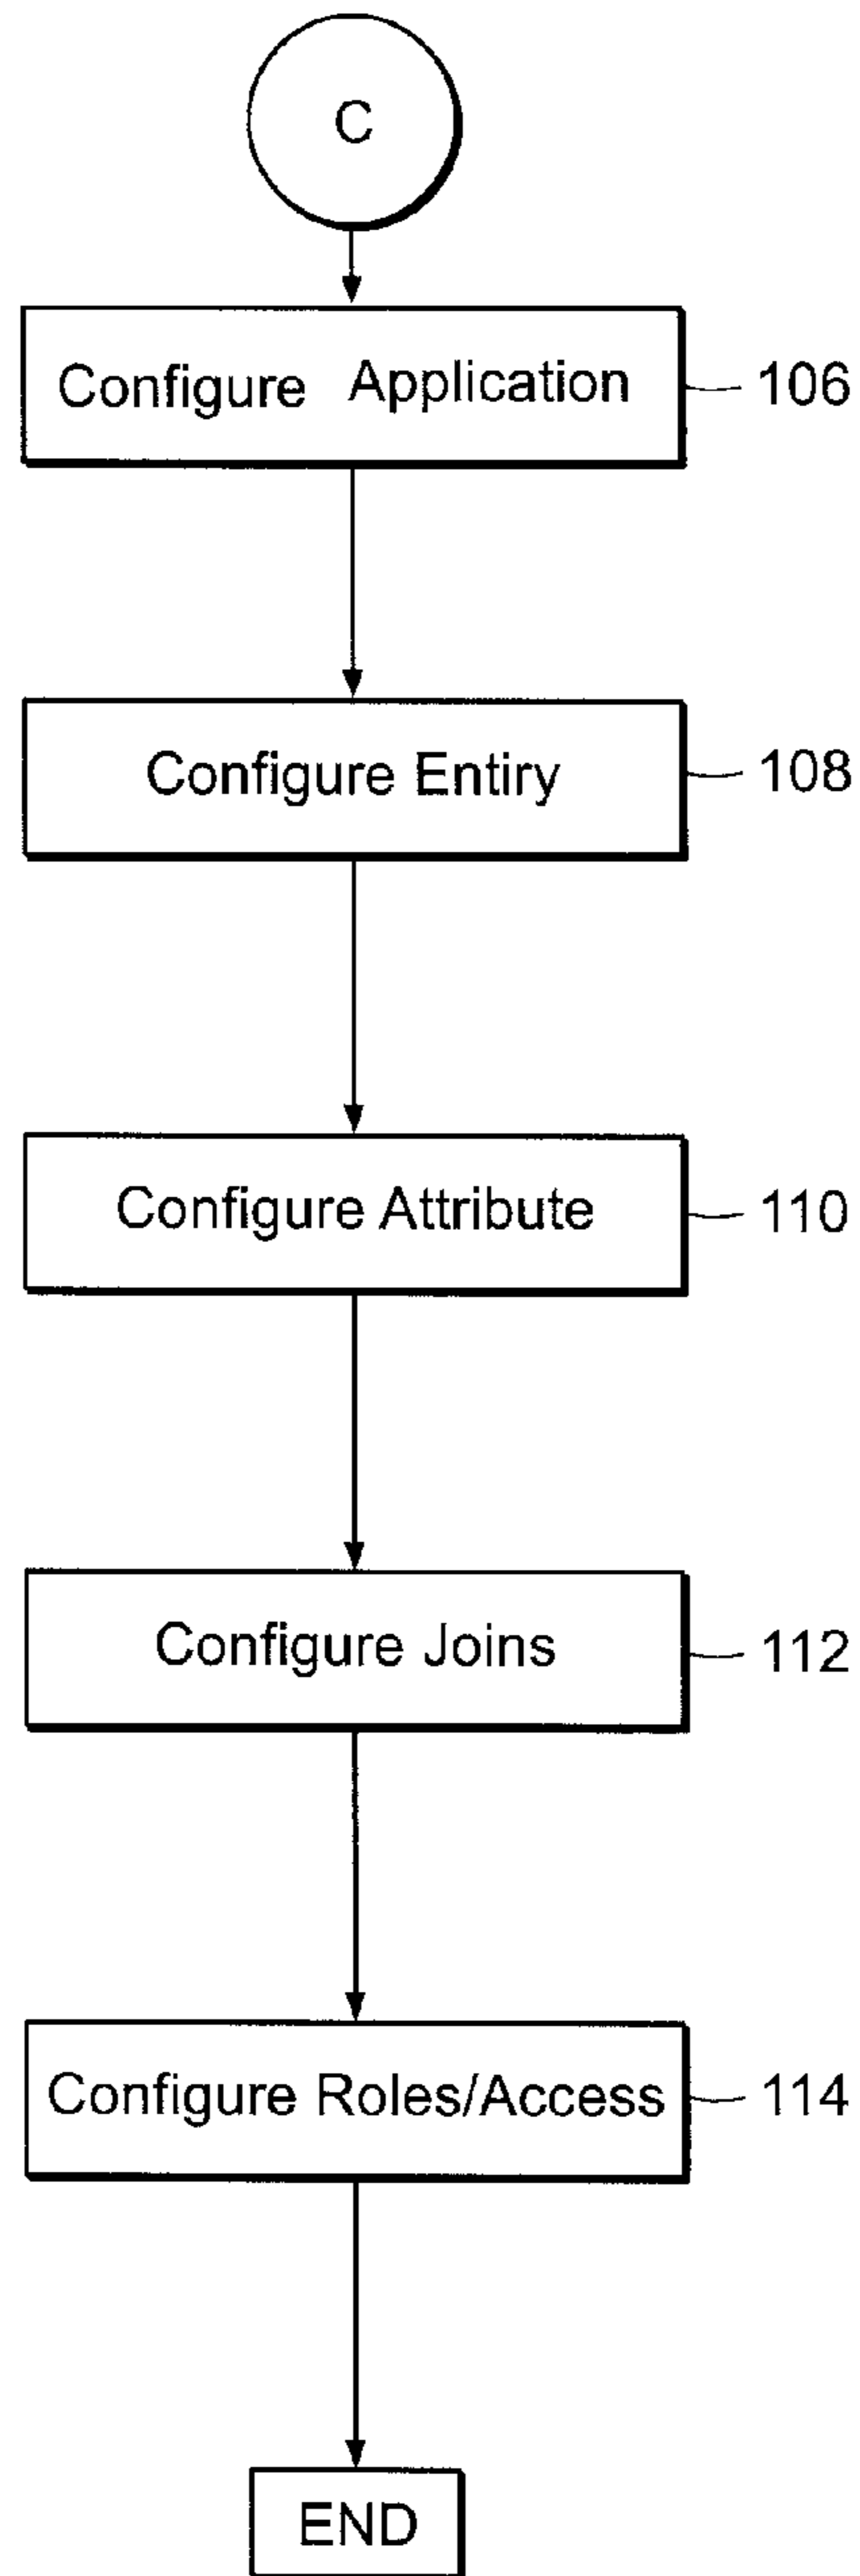 C
Configure Application
106
Configure Entiry
108
Configure Attribute
110
Configure Joins
112
Configure Roles/Access
114
END